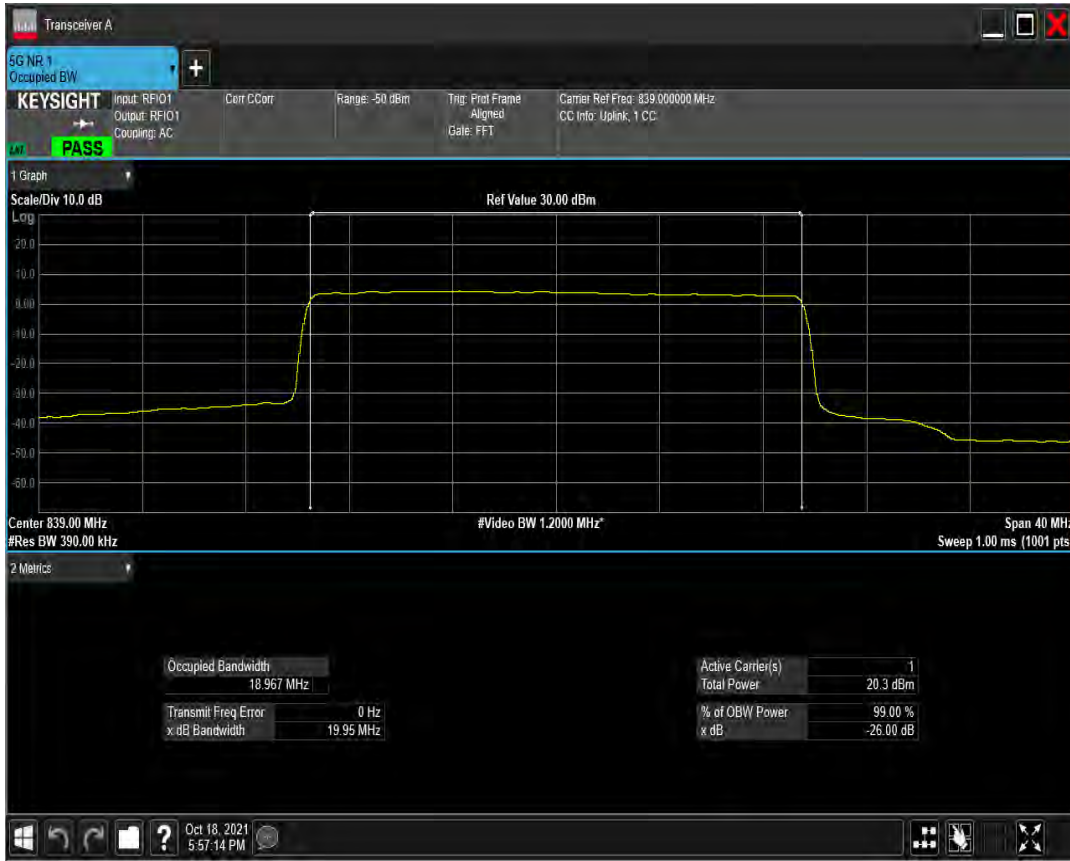 Transceiver A
5G NR 1
Occupied BW
+
KEYSIGHT
Input: RFIO1
Output: RFIO1
Coupling: AC
Corr CCorr
Range: -50 dBm
Trig: Prot Frame
Aligned
Gate: FFT
Carrier Ref Freq: 839.000000 MHz
CC Info: Uplink, 1 CC
PASS
1 Graph
Scale/Div 10.0 dB
Ref Value 30.00 dBm
Log
20.0
10.0
0.00
-10.0
-20.0
-30.0
-40.0
-50.0
-60.0
Center 839.00 MHz
#Video BW 1.2000 MHz*
Span 40 MHz
#Res BW 390.00 kHz
Sweep 1.00 ms (1001 pts
2 Metrics
Occupied Bandwidth
18.967 MHz
Transmit Freq Error 0 Hz
x dB Bandwidth 19.95 MHz
Active Carrier(s) 1
Total Power 20.3 dBm
% of OBW Power 99.00 %
x dB -26.00 dB
?
Oct 18, 2021
5:57:14 PM